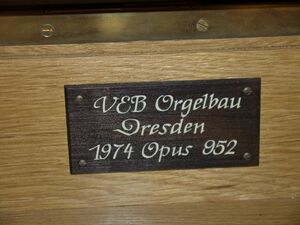 VEB Orgelbau
Dresden
1974 Opus 952